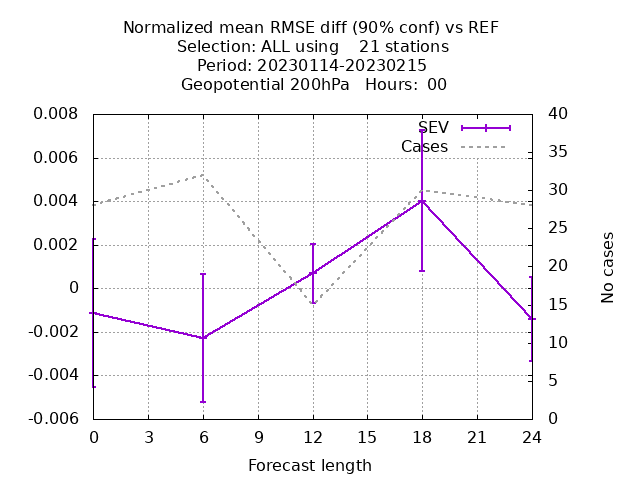 Normalized mean RMSE diff (90% conf) vs REF
Selection: ALL using    21 stations
Period: 20230114-20230215
Geopotential 200hPa   Hours:  00
0.008
0.006
0.004
0.002
0
-0.002
-0.004
-0.006
SEV
Cases
40
35
30
25
20
15
10
5
0
No cases
0 3 6 9 12 15 18 21 24
Forecast length